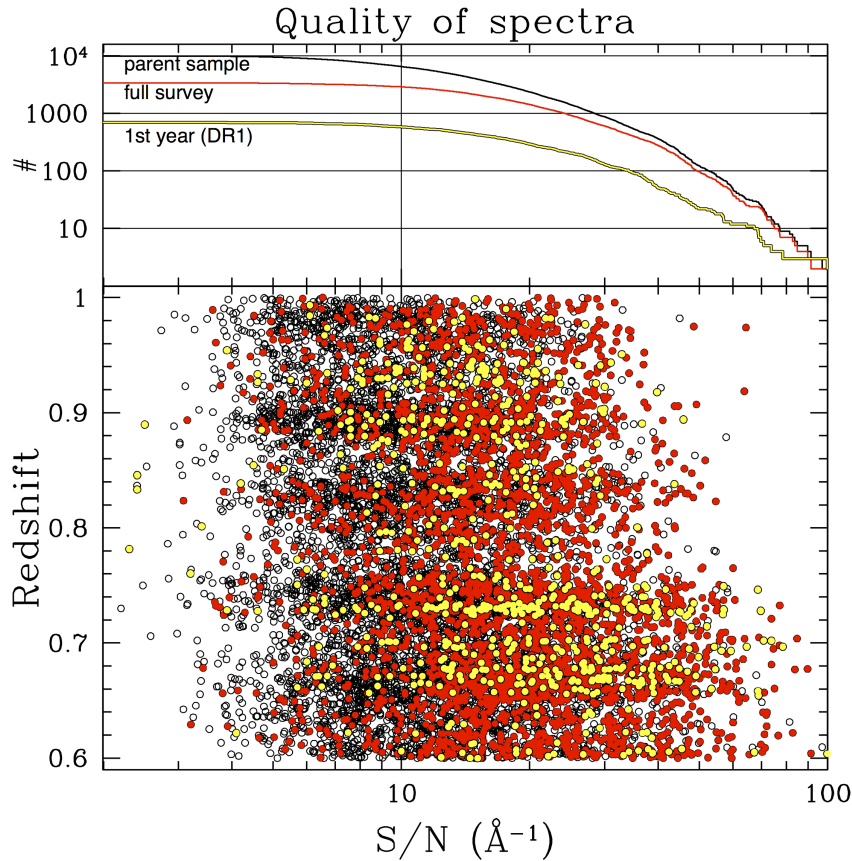 Quality of spectra
10⁴
parent sample
full survey
1000
1st year (DR1)
#
100
10
1
0.9
0.8
0.7
0.6
Redshift
10
100
S/N (Å⁻¹)